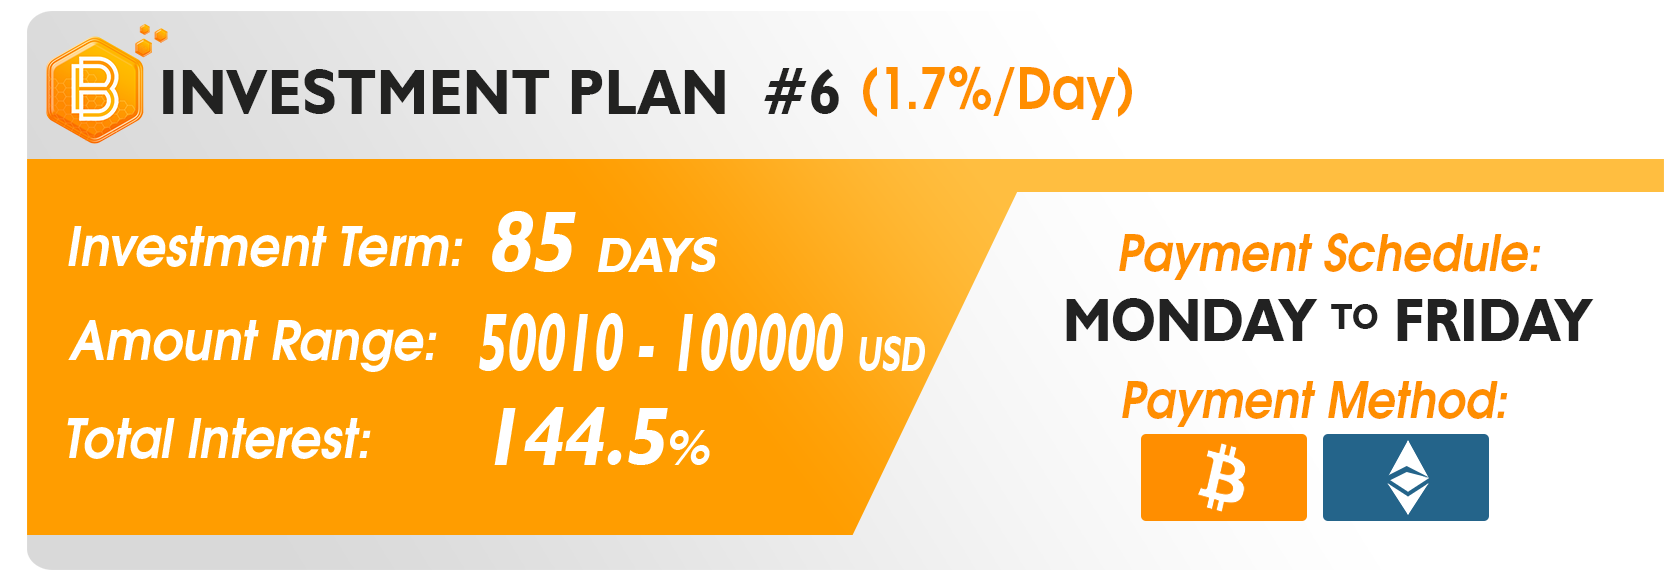 B INVESTMENT PLAN #6 (1.7%/Day)
Investment Term: 85 DAYS
Amount Range: 50010 - 100000 USD
Total Interest: 144.5%
Payment Schedule:
MONDAY TO FRIDAY
Payment Method:
₿